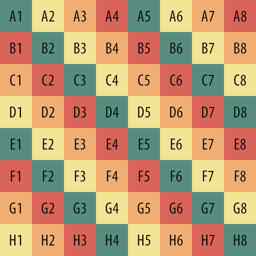 A1 A2 A3 A4 A5 A6 A7 A8
B1 B2 B3 B4 B5 B6 B7 B8
C1 C2 C3 C4 C5 C6 C7 C8
D1 D2 D3 D4 D5 D6 D7 D8
E1 E2 E3 E4 E5 E6 E7 E8
F1 F2 F3 F4 F5 F6 F7 F8
G1 G2 G3 G4 G5 G6 G7 G8
H1 H2 H3 H4 H5 H6 H7 H8